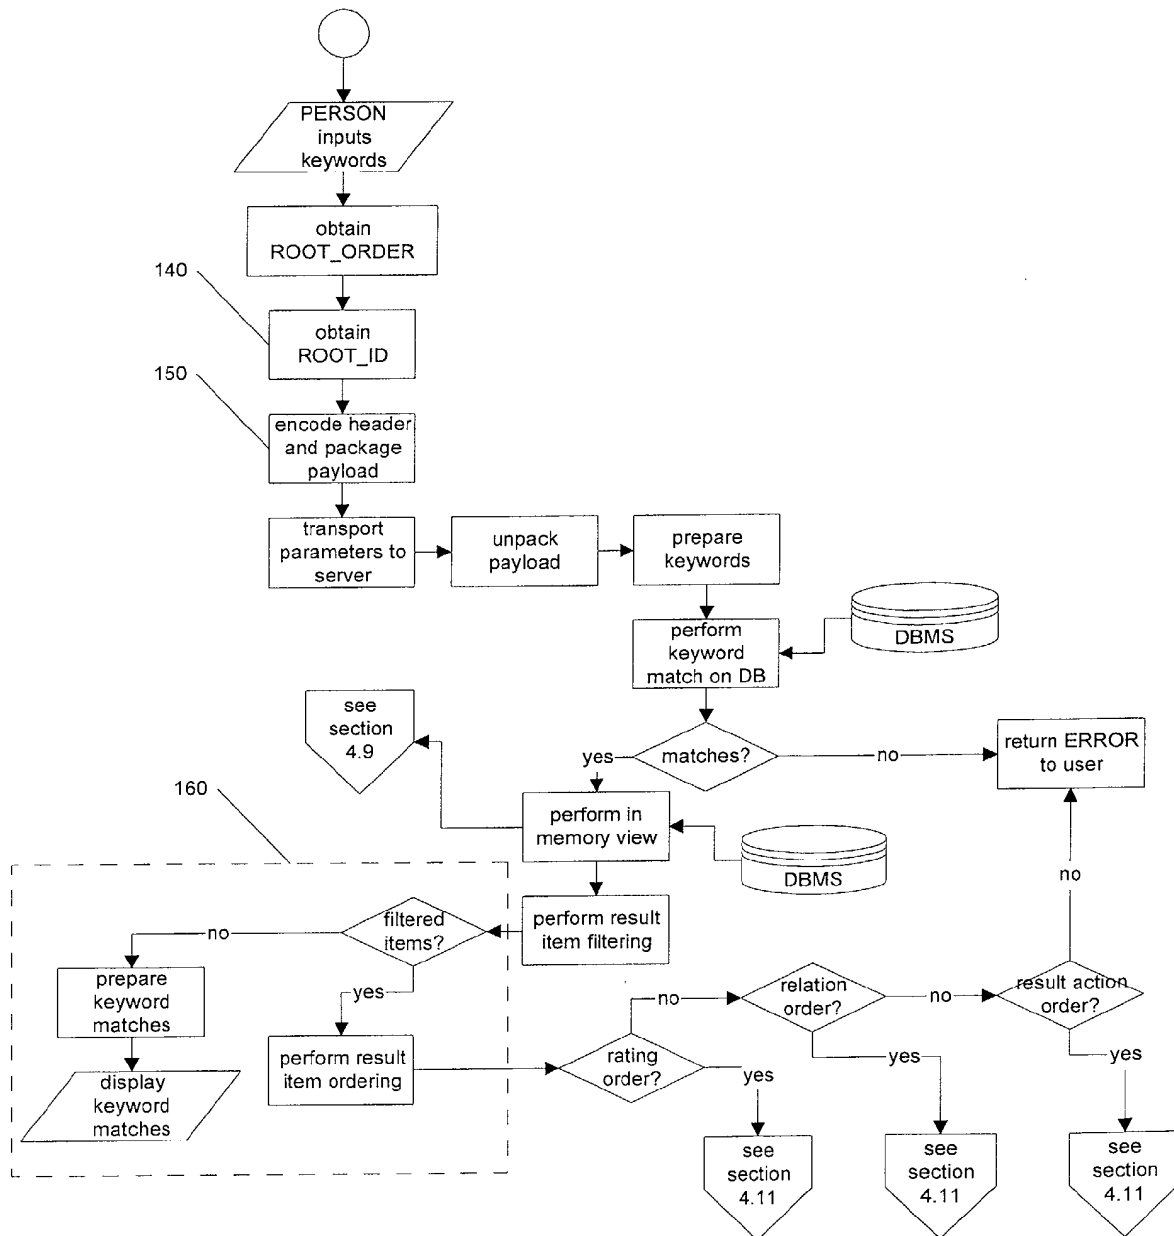 PERSON
inputs
keywords
obtain
ROOT_ORDER
140
obtain
ROOT_ID
150
encode header
and package
payload
transport
parameters to
server
unpack
payload
prepare
keywords
perform
keyword
match on DB
DBMS
see
section
4.9
yes
matches?
no
return ERROR
to user
160
perform in
memory view
DBMS
no
filtered
items?
perform result
item filtering
prepare
keyword
matches
yes
no
relation
order?
no
result action
order?
display
keyword
matches
perform result
item ordering
rating
order?
yes
yes
yes
see
section
4.11
see
section
4.11
see
section
4.11